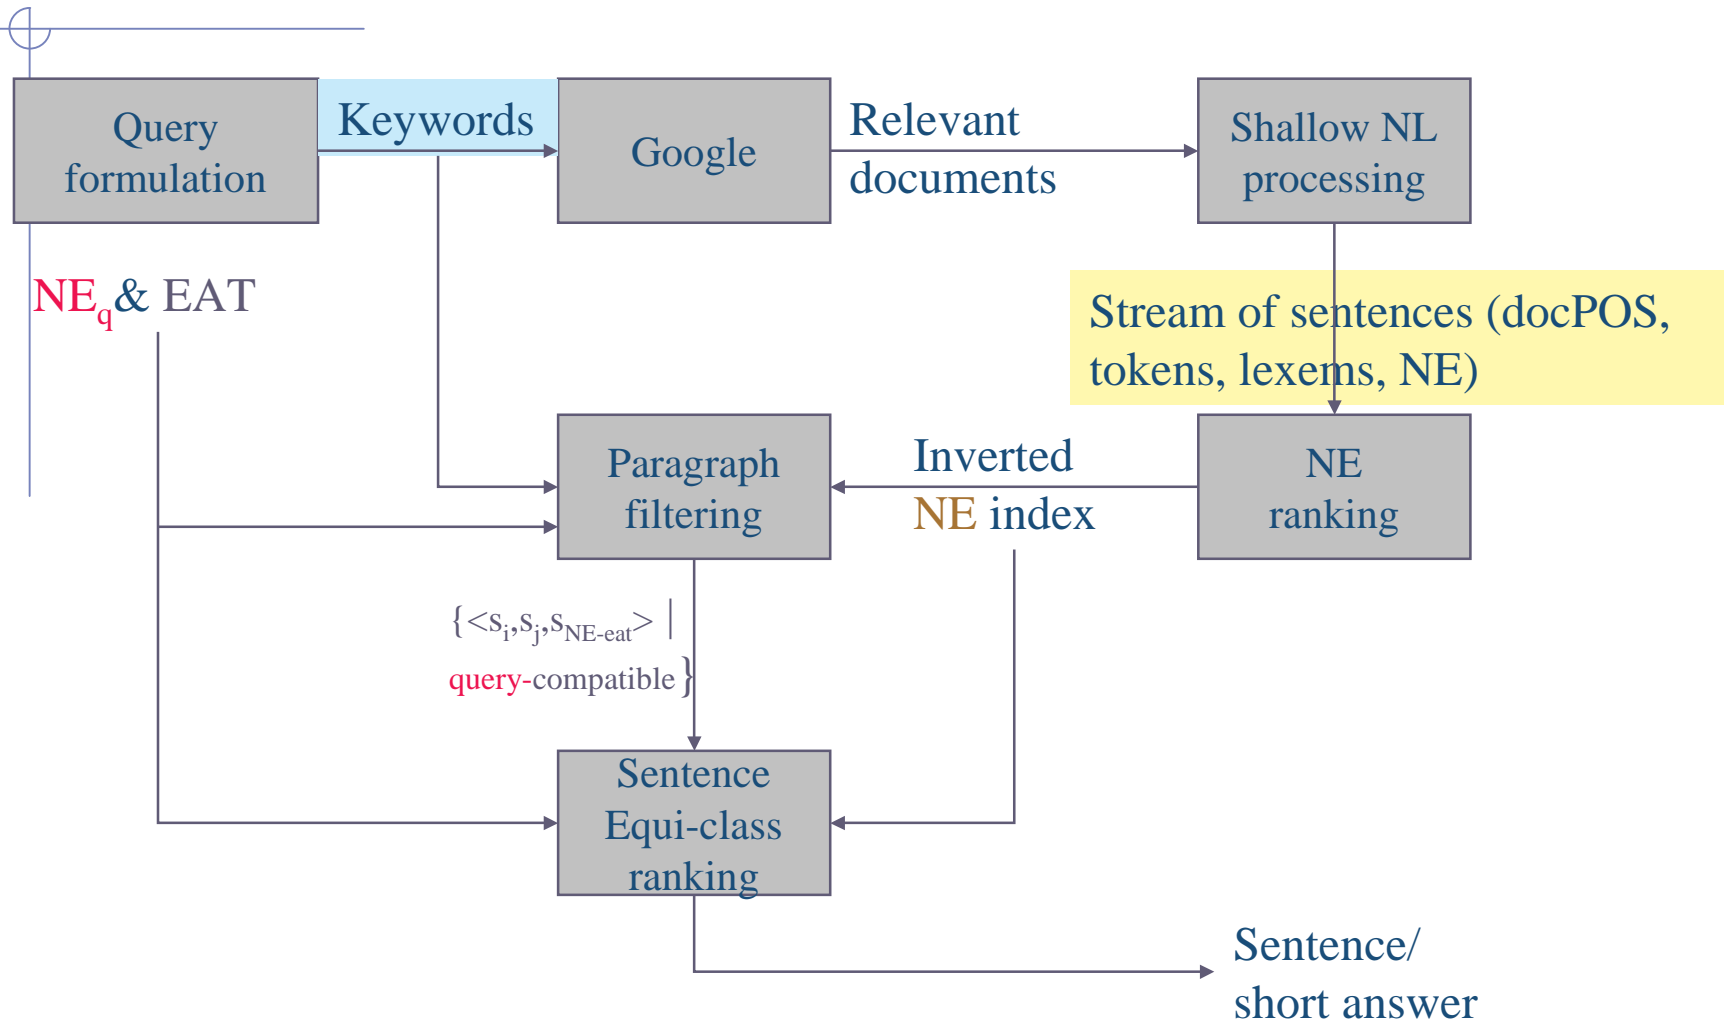 Query
formulation
Keywords
Google
Relevant
documents
Shallow NL
processing
NEq& EAT
Stream of sentences (docPOS,
tokens, lexems, NE)
Paragraph
filtering
Inverted
NE index
NE
ranking
{<si,sj,sNE-eat> |
query-compatible}
Sentence
Equi-class
ranking
Sentence/
short answer